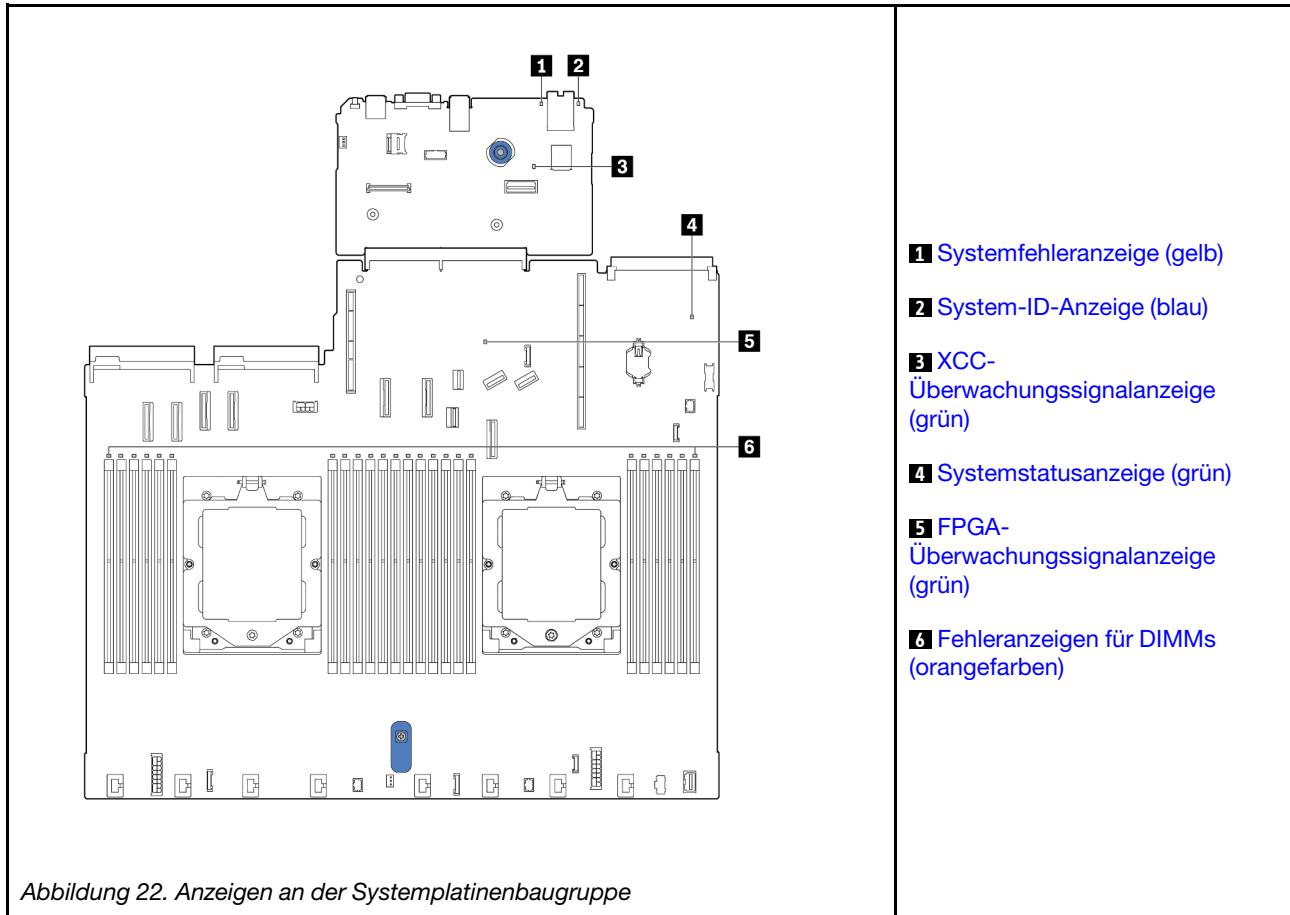 1 2
3
4
5
6
1 Systemfehleranzeige (gelb)
2 System-ID-Anzeige (blau)
3 XCC-
Überwachungssignalanzeige
(grün)
4 Systemstatusanzeige (grün)
5 FPGA-
Überwachungssignalanzeige
(grün)
6 Fehleranzeigen für DIMMs
(orangefarben)
Abbildung 22. Anzeigen an der Systemplatinenbaugruppe